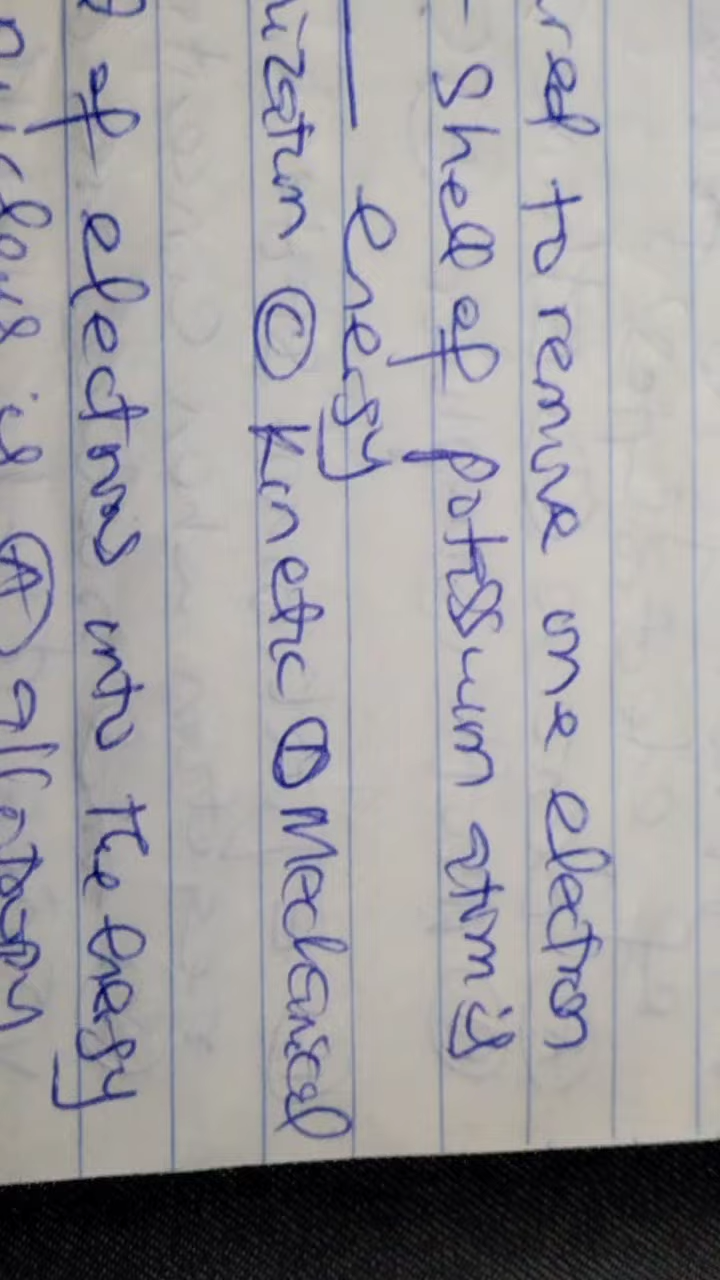 red to remove one electron
- Shell of potassium atom is
energy
ization © Kinetic D Mechanical
of electrons into the energy
is A